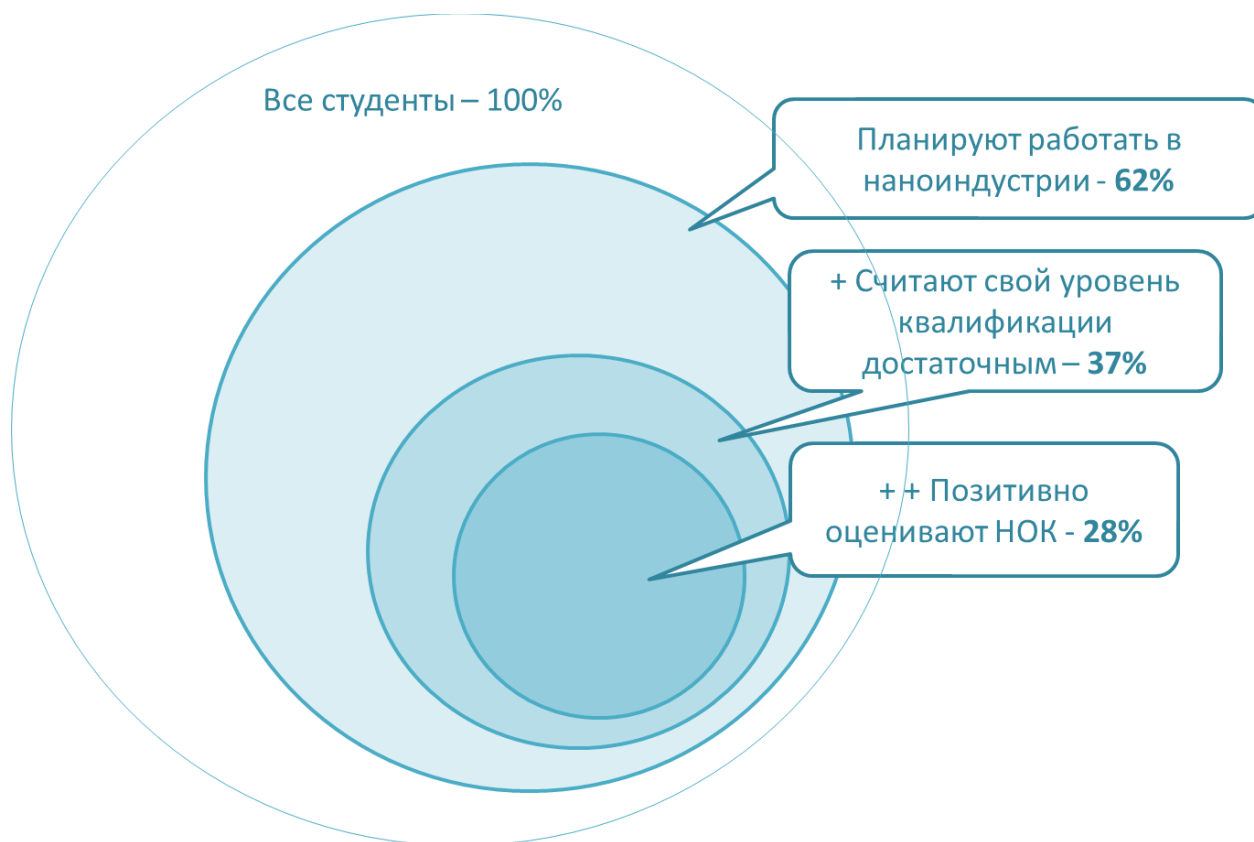 Все студенты – 100%
Планируют работать в
наноиндустрии - 62%
+ Считают свой уровень
квалификации
достаточным – 37%
+ + Позитивно
оценивают НОК - 28%